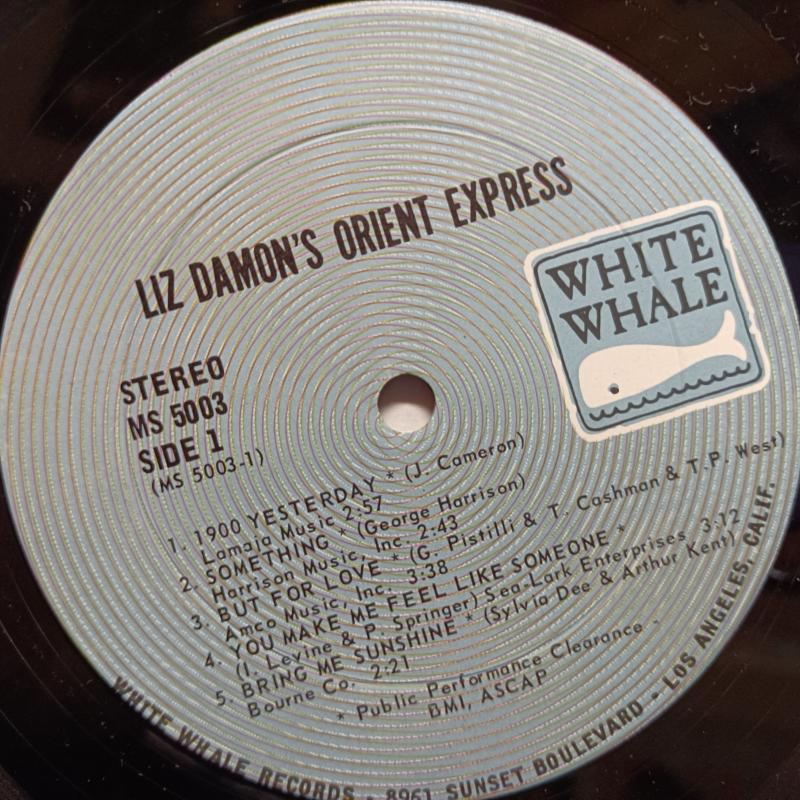 LIZ DAMON'S ORIENT EXPRESS
WHITE
WHALE
STEREO
MS 5003
SIDE 1
(MS 5003-1)
1. 1900 YESTERDAY * (J. Cameron)
Lamaja Music 2:57
2. SOMETHING * (George Harrison)
Harrison Music, Inc. 2:43
3. BUT FOR LOVE * (G. Pistilli & T. Cashman & T.P. West)
Amco Music, Inc. 3:38
4. YOU MAKE ME FEEL LIKE SOMEONE *
(I. Levine & P. Springer) Sea-Lark Enterprises 3:12
5. BRING ME SUNSHINE * (Sylvia Dee & Arthur Kent)
Bourne Co. 2:21
* Public Performance Clearance -
BMI, ASCAP
WHITE WHALE RECORDS • 8961 SUNSET BOULEVARD • LOS ANGELES, CALIF.